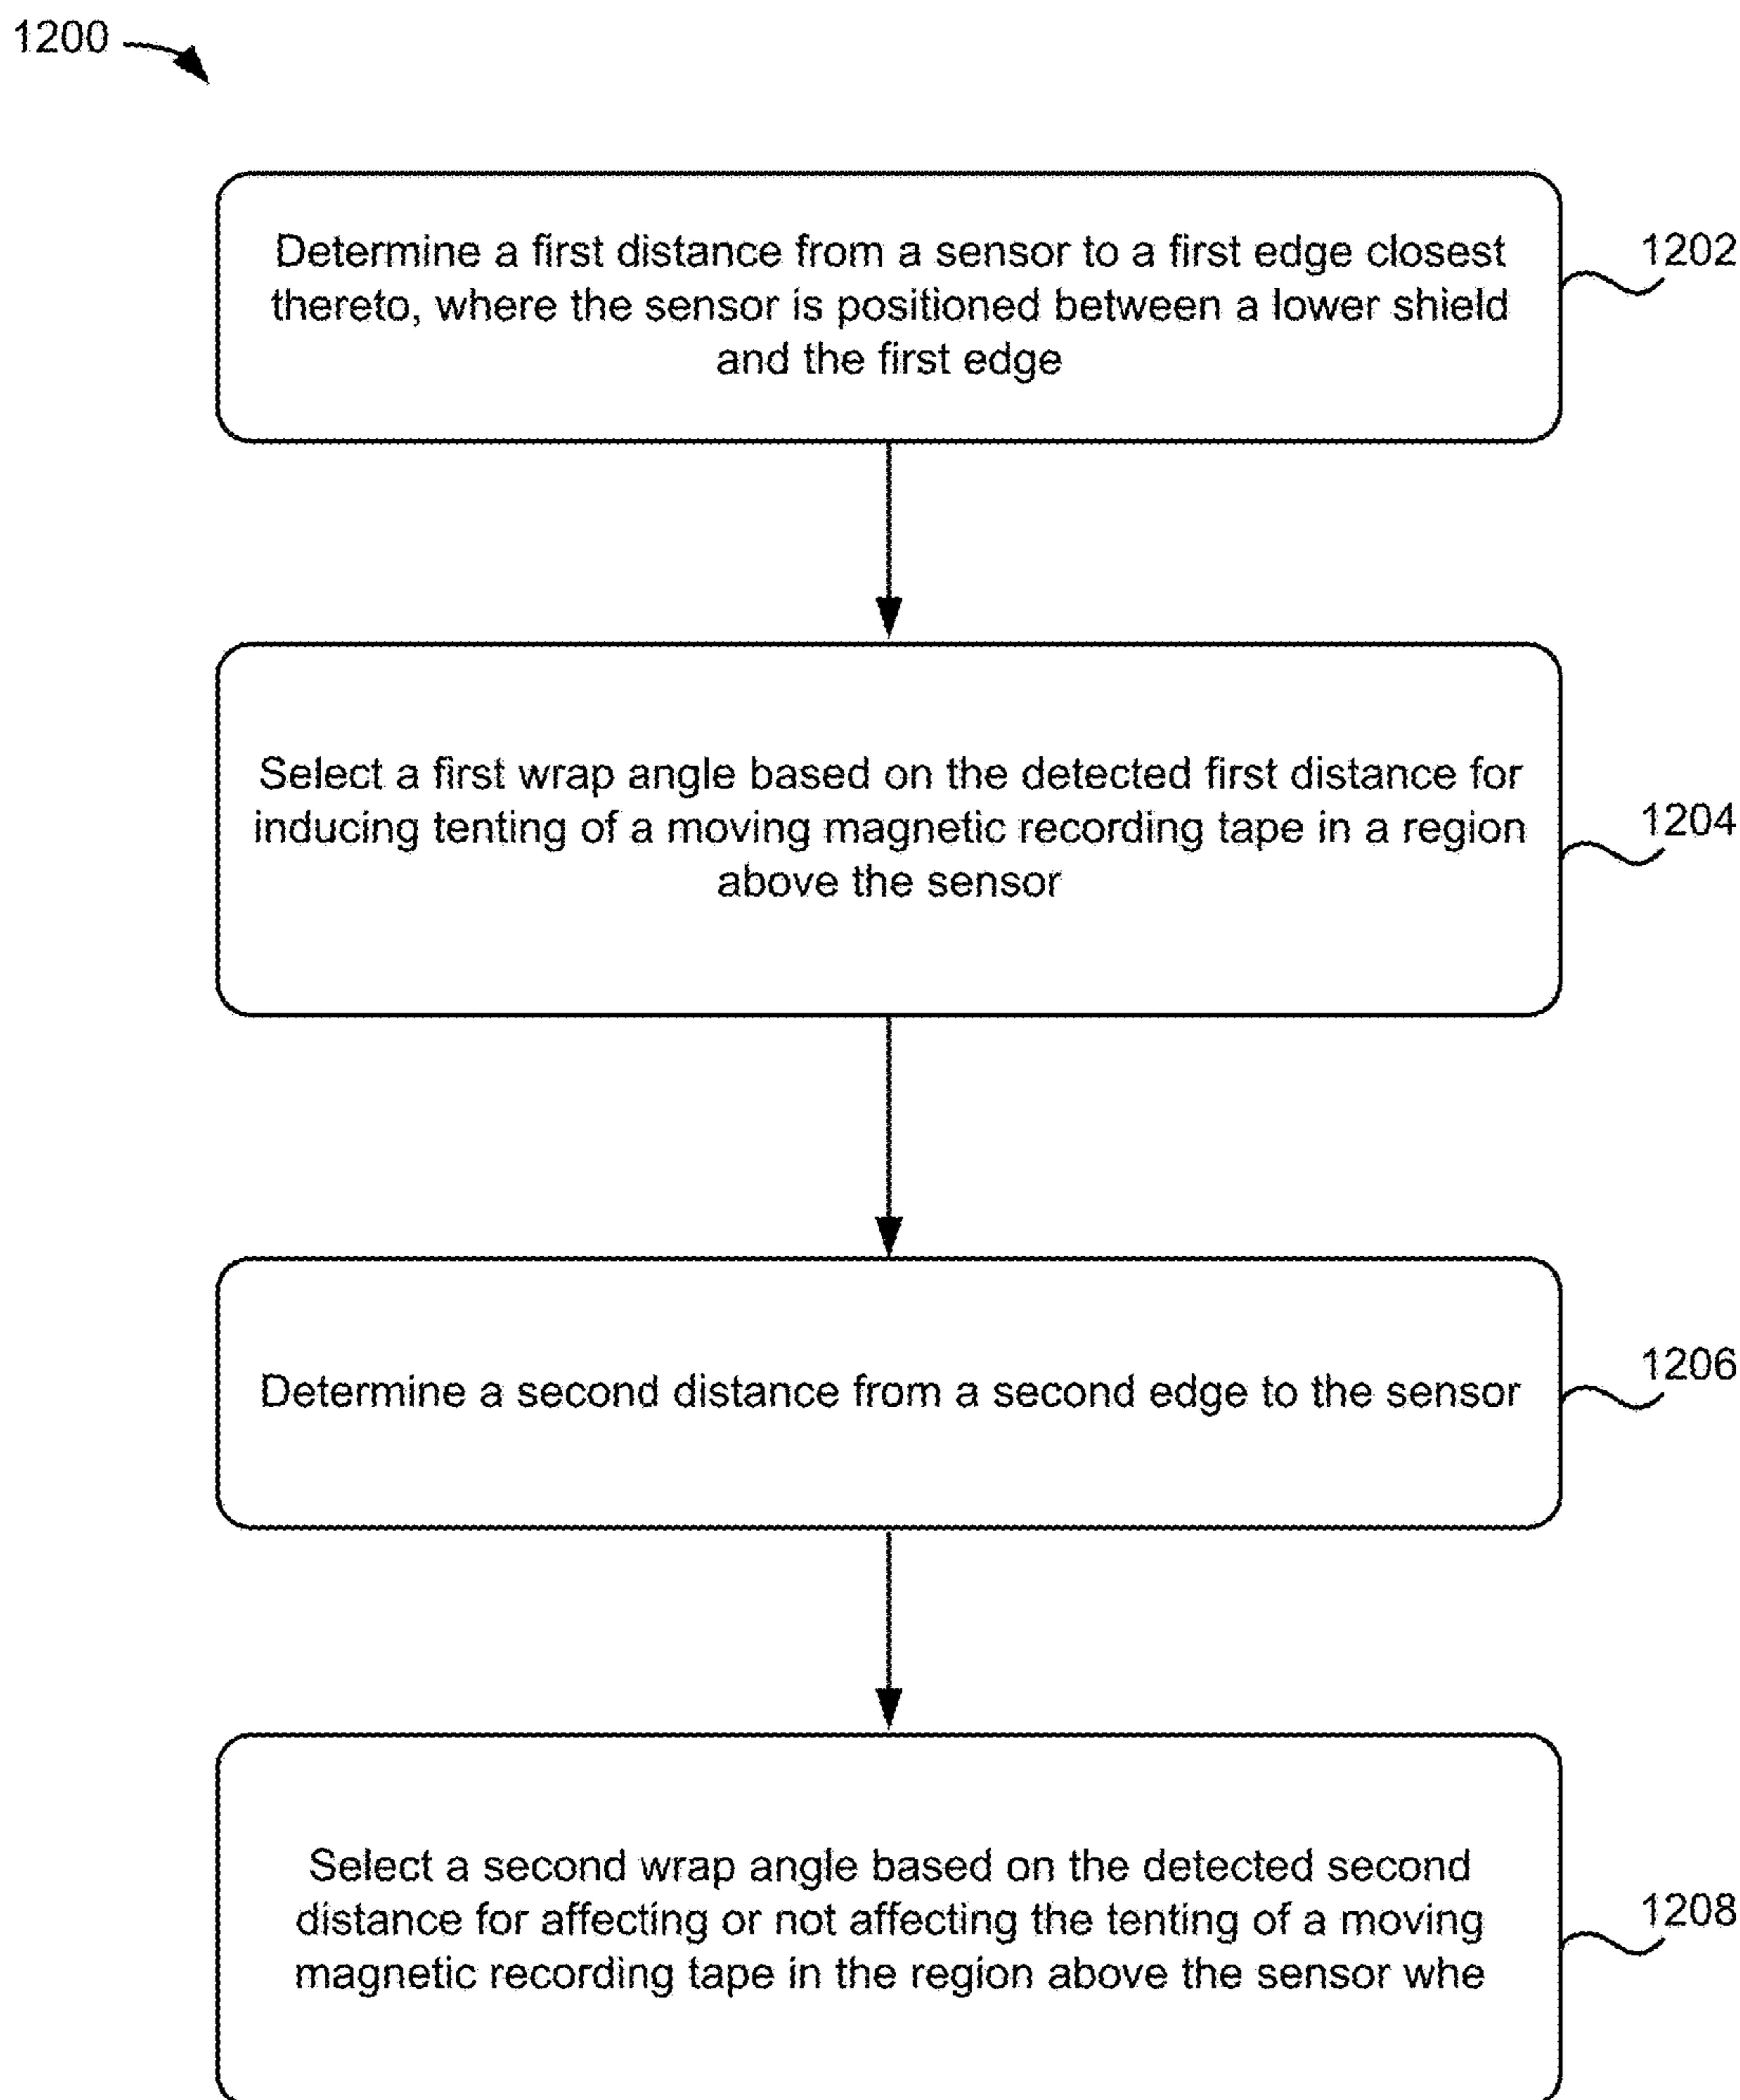 1200
Determine a first distance from a sensor to a first edge closest
thereto, where the sensor is positioned between a lower shield
and the first edge
1202
Select a first wrap angle based on the detected first distance for
inducing tenting of a moving magnetic recording tape in a region
above the sensor
1204
Determine a second distance from a second edge to the sensor
1206
Select a second wrap angle based on the detected second
distance for affecting or not affecting the tenting of a moving
magnetic recording tape in the region above the sensor whe
1208